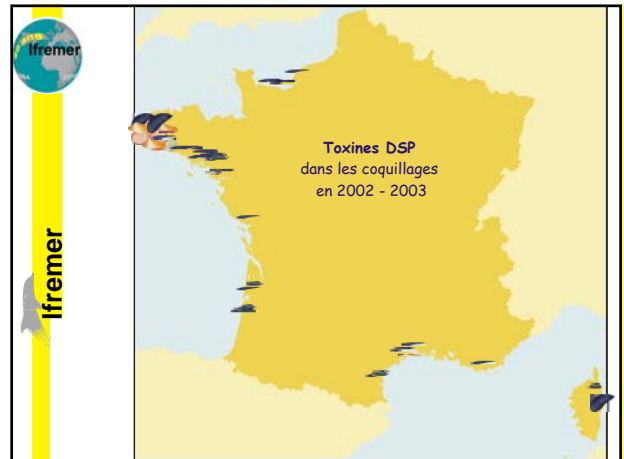 Ifremer
Ifremer
Toxines DSP
dans les coquillages
en 2002 - 2003